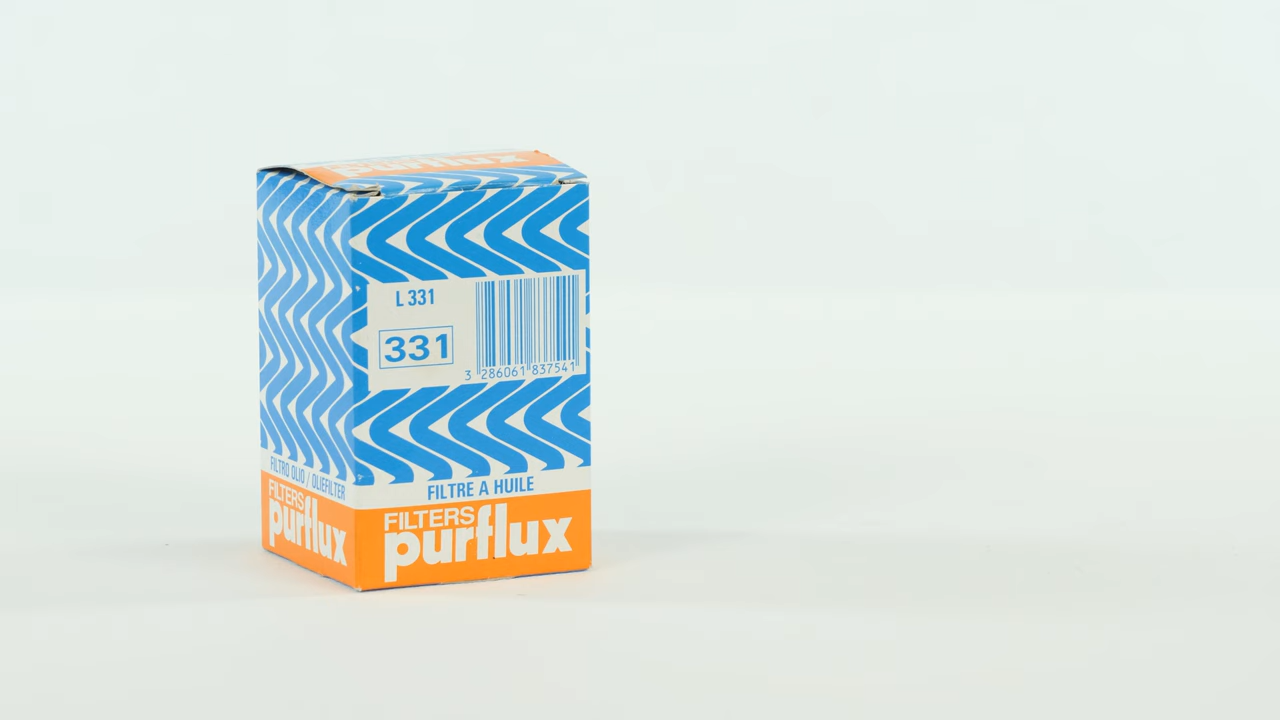 purflux
L 331
331
3 286061 837541
FILTRO OLIO / OLIEFILTER
FILTERS
purflux
FILTRE A HUILE
FILTERS
purflux